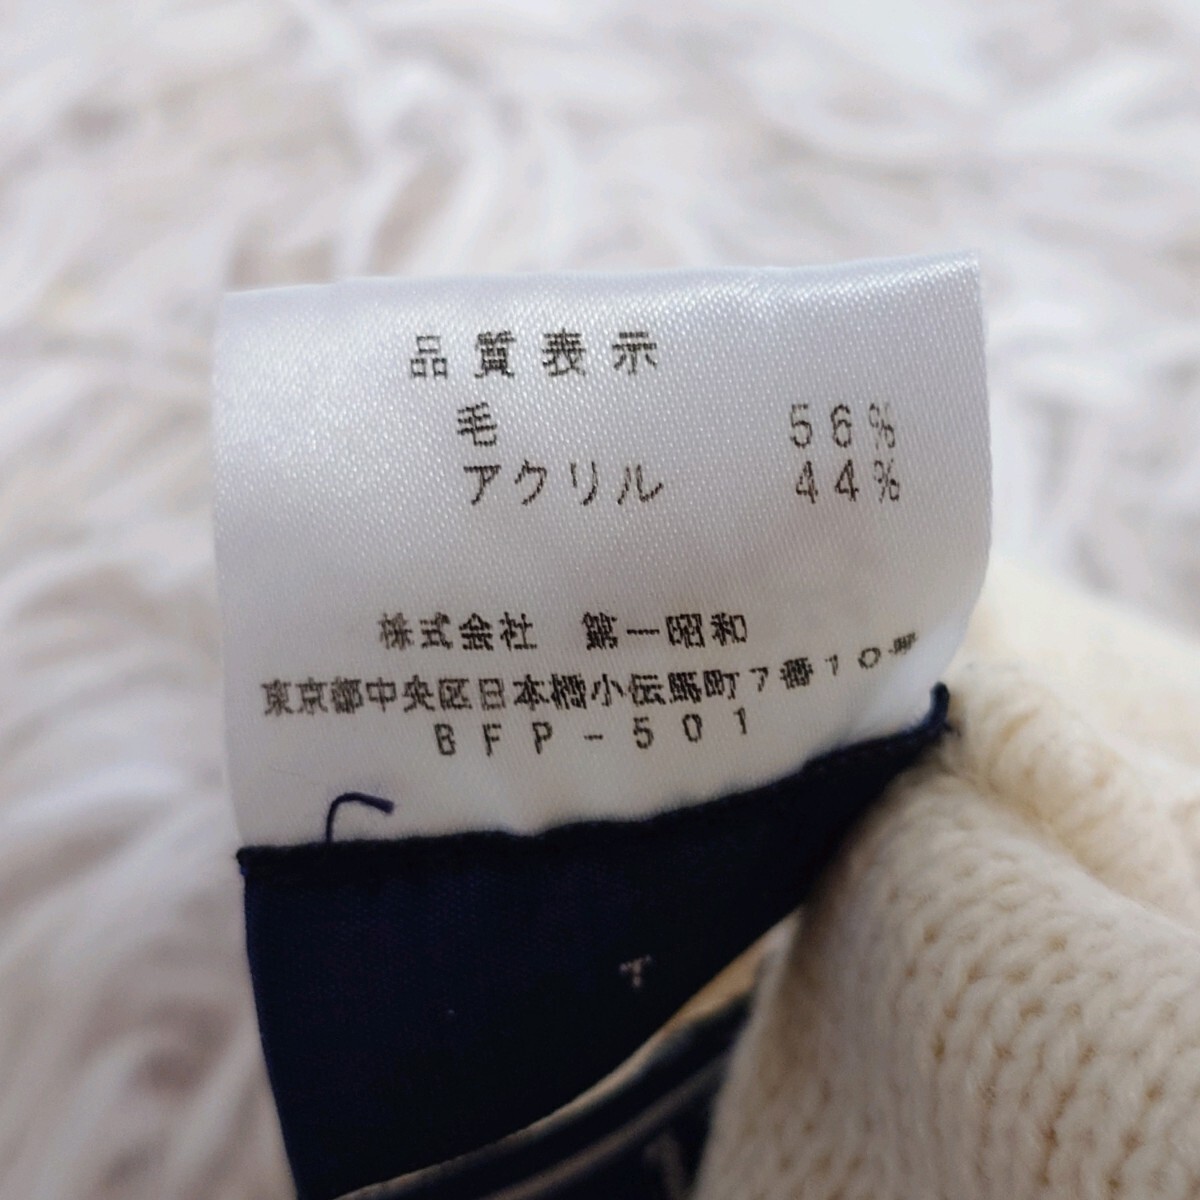 品質表示
毛 56%
アクリル 44%
株式会社 第一昭和
東京都中央区日本橋小伝馬町7番10号
BFP-501
T